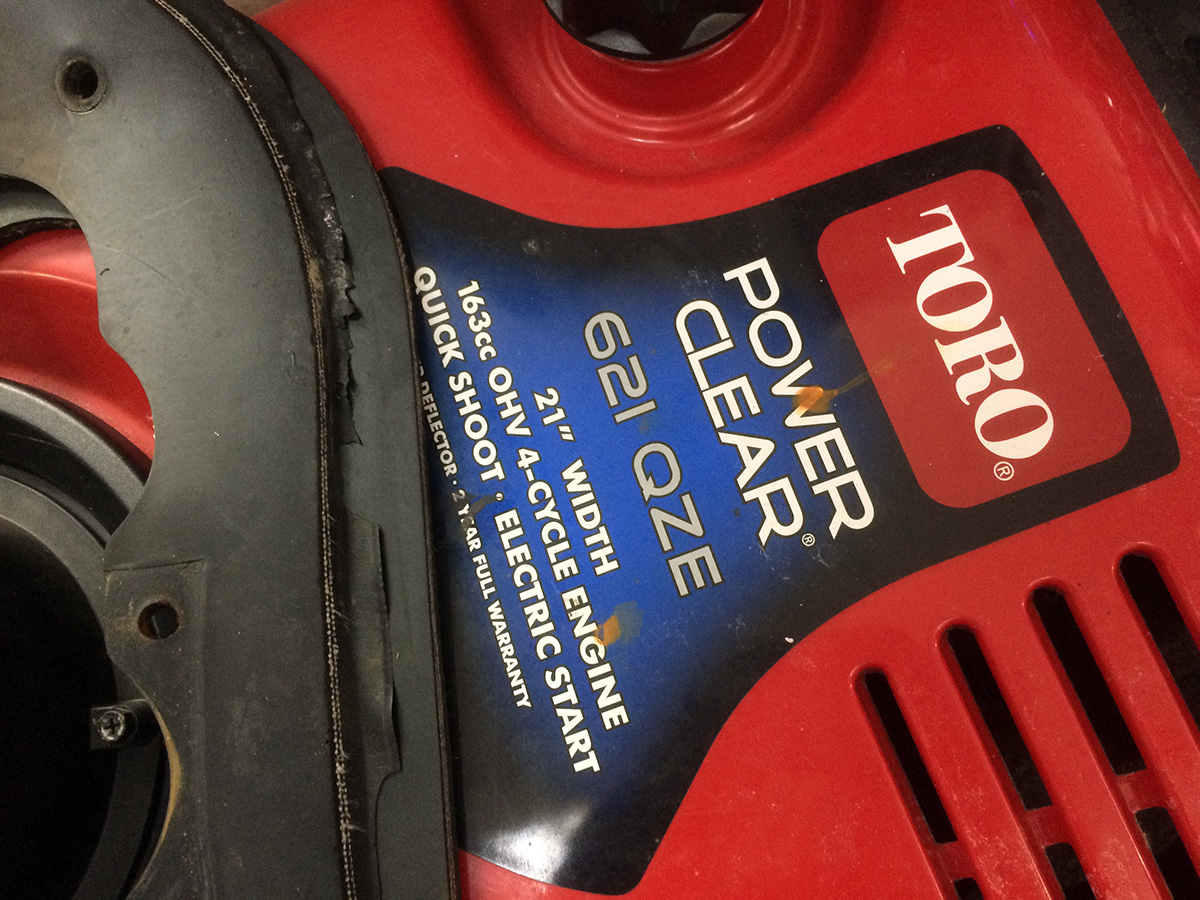 TORO®
POWER
CLEAR®
621 QZE
21" WIDTH
163cc OHV 4-CYCLE ENGINE
QUICK SHOOT® ELECTRIC START
DEFLECTOR · 2 YEAR FULL WARRANTY